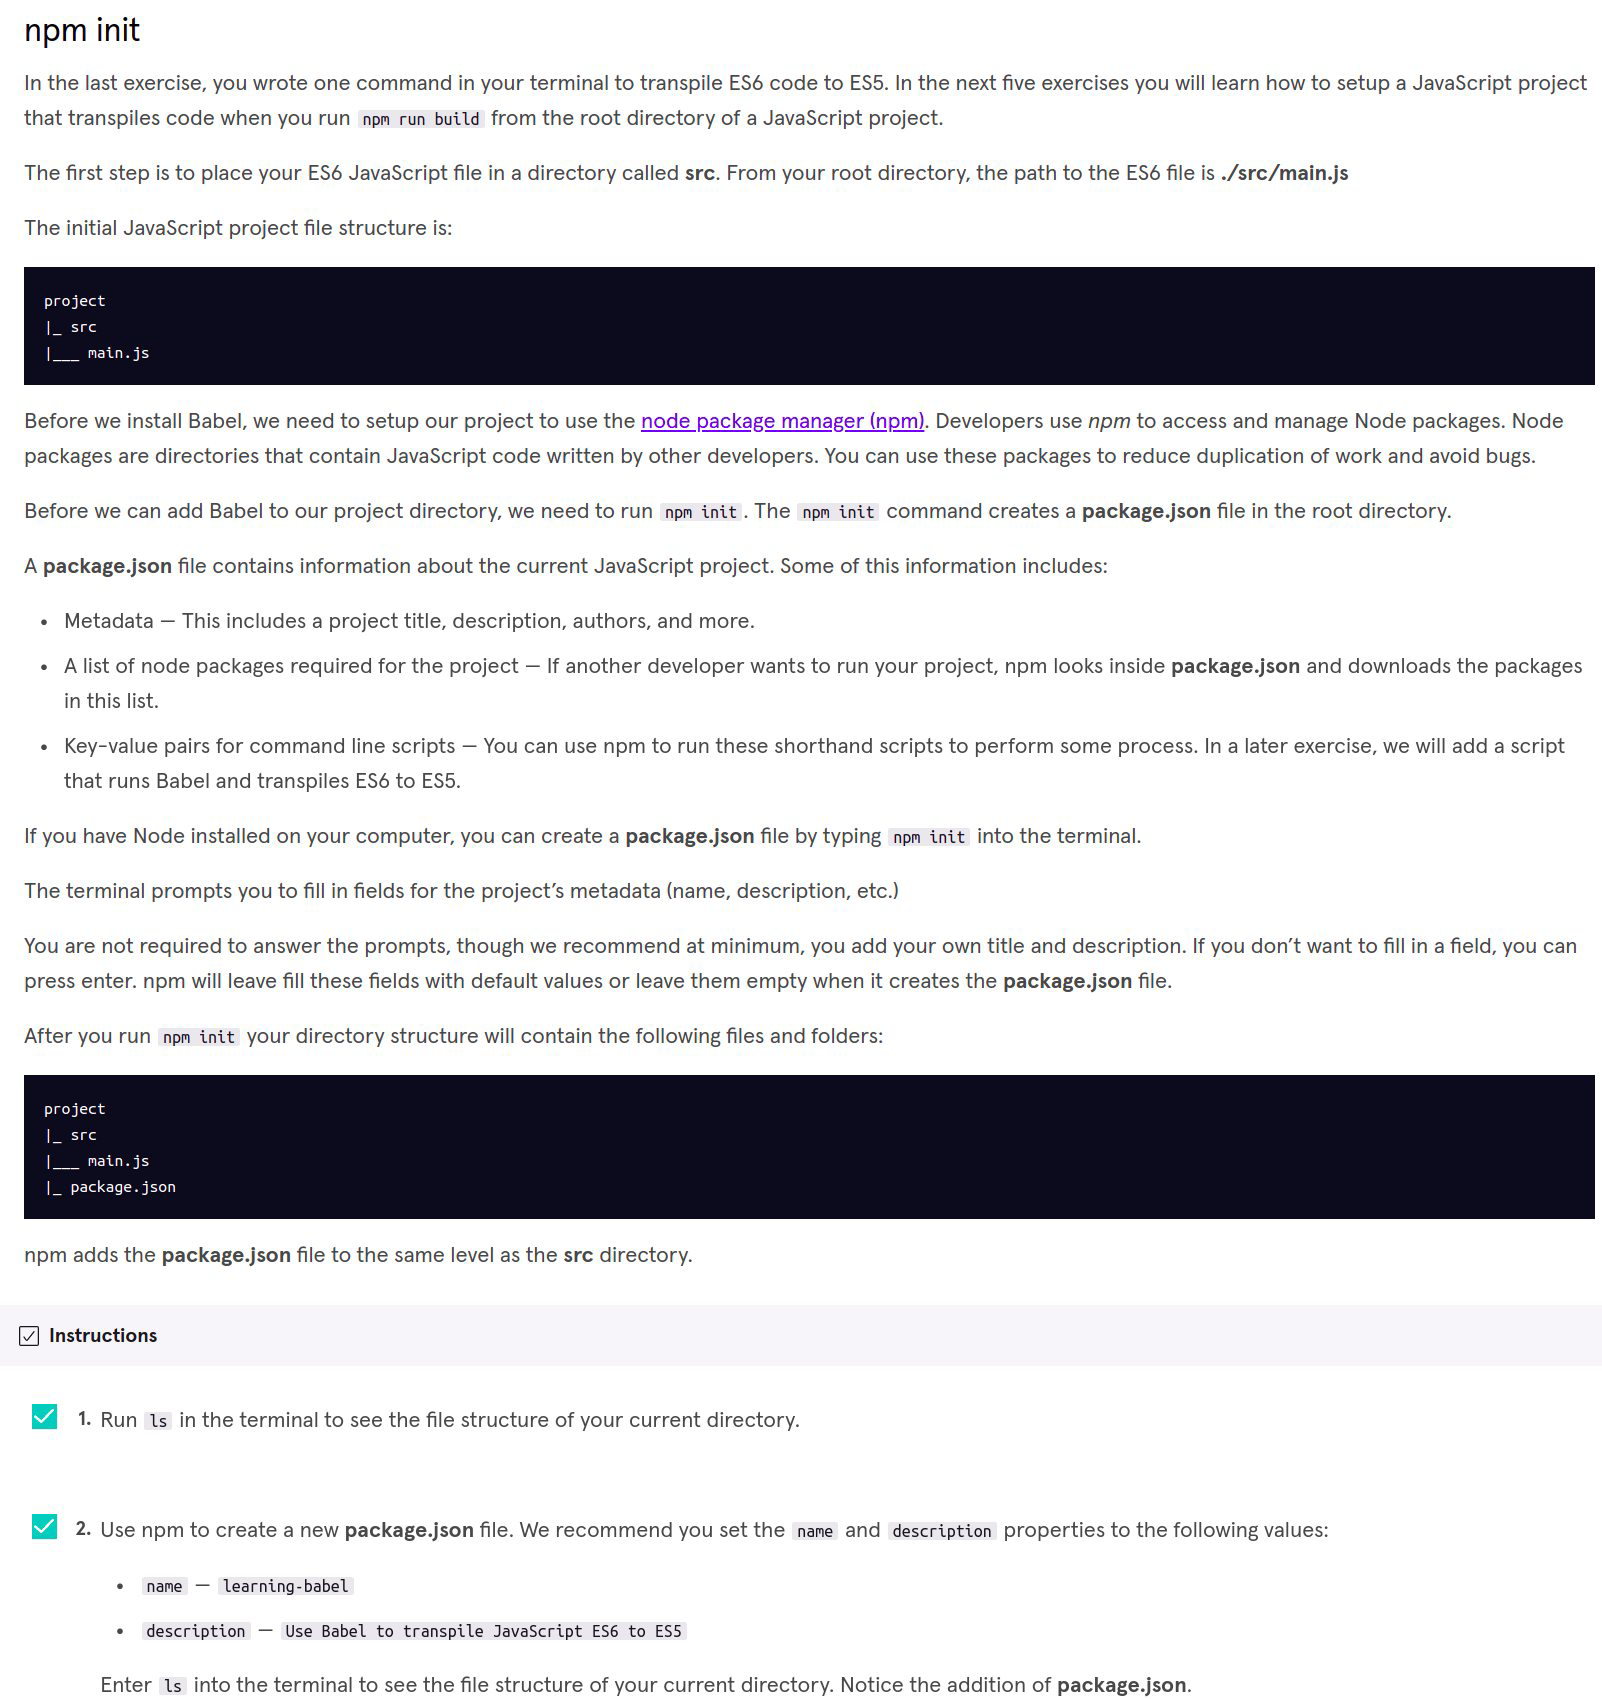 npm init
In the last exercise, you wrote one command in your terminal to transpile ES6 code to ES5. In the next five exercises you will learn how to setup a JavaScript project
that transpiles code when you run npm run build from the root directory of a JavaScript project.
The first step is to place your ES6 JavaScript file in a directory called src. From your root directory, the path to the ES6 file is ./src/main.js
The initial JavaScript project file structure is:
project
|_ src
|___ main.js
Before we install Babel, we need to setup our project to use the node package manager (npm). Developers use npm to access and manage Node packages. Node
packages are directories that contain JavaScript code written by other developers. You can use these packages to reduce duplication of work and avoid bugs.
Before we can add Babel to our project directory, we need to run npm init. The npm init command creates a package.json file in the root directory.
A package.json file contains information about the current JavaScript project. Some of this information includes:
• Metadata — This includes a project title, description, authors, and more.
• A list of node packages required for the project — If another developer wants to run your project, npm looks inside package.json and downloads the packages
in this list.
• Key-value pairs for command line scripts — You can use npm to run these shorthand scripts to perform some process. In a later exercise, we will add a script
that runs Babel and transpiles ES6 to ES5.
If you have Node installed on your computer, you can create a package.json file by typing npm init into the terminal.
The terminal prompts you to fill in fields for the project’s metadata (name, description, etc.)
You are not required to answer the prompts, though we recommend at minimum, you add your own title and description. If you don’t want to fill in a field, you can
press enter. npm will leave fill these fields with default values or leave them empty when it creates the package.json file.
After you run npm init your directory structure will contain the following files and folders:
project
|_ src
|___ main.js
|_ package.json
npm adds the package.json file to the same level as the src directory.
Instructions
1. Run ls in the terminal to see the file structure of your current directory.
2. Use npm to create a new package.json file. We recommend you set the name and description properties to the following values:
• name — learning-babel
• description — Use Babel to transpile JavaScript ES6 to ES5
Enter ls into the terminal to see the file structure of your current directory. Notice the addition of package.json.